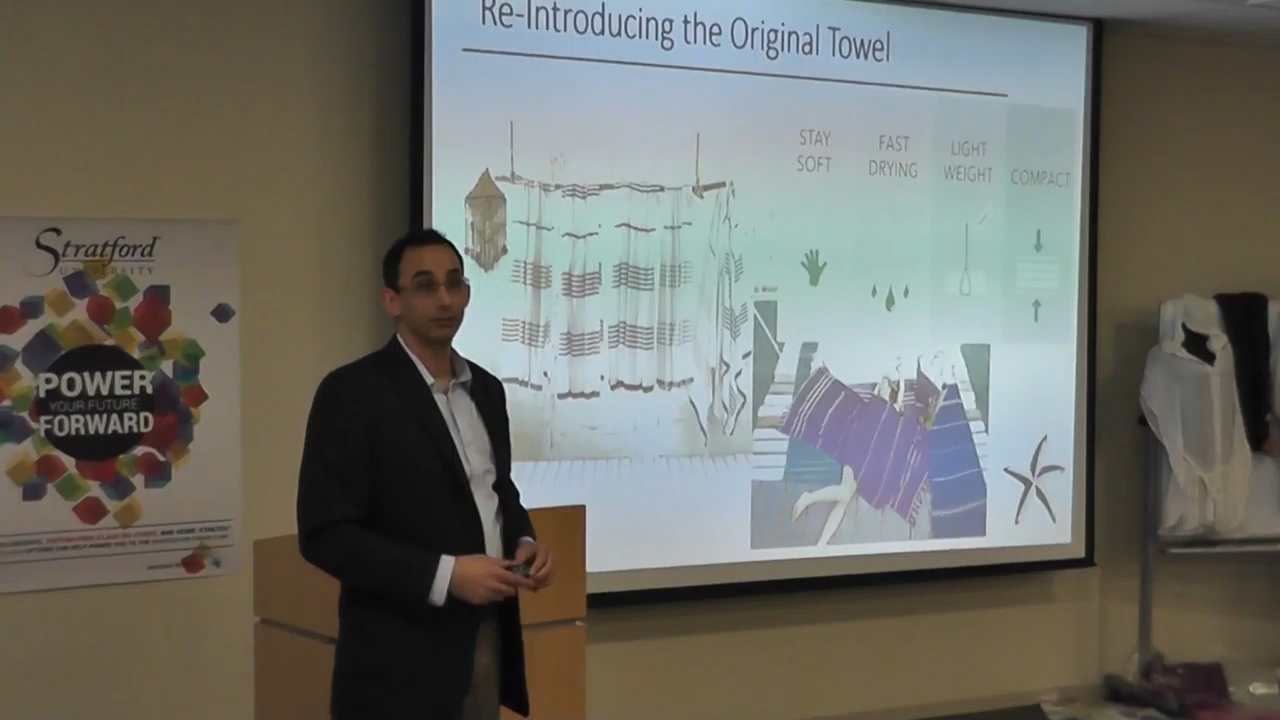 Re-Introducing the Original Towel
STAY
SOFT
FAST
DRYING
LIGHT
WEIGHT
COMPACT
Stratford
UNIVERSITY
POWER
YOUR FUTURE
FORWARD